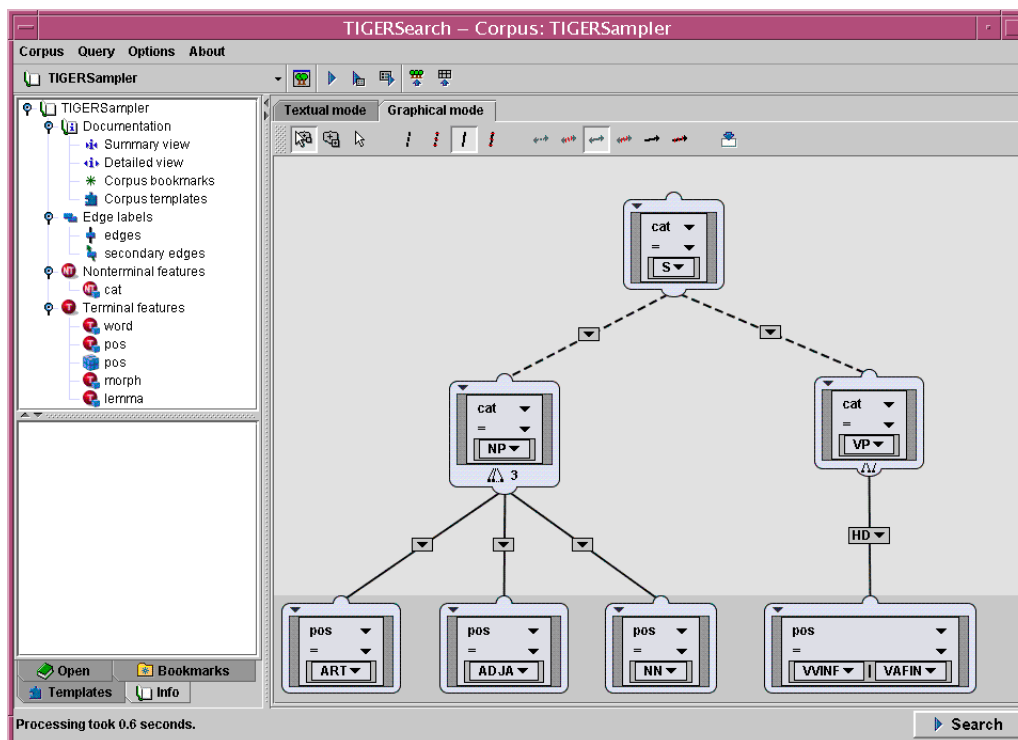 TIGERSearch – Corpus: TIGERSampler
Corpus Query Options About
TIGERSampler
TIGERSampler
Documentation
Summary view
Detailed view
Corpus bookmarks
Corpus templates
Edge labels
edges
secondary edges
NT Nonterminal features
NT cat
T Terminal features
T word
T pos
pos
T morph
T lemma
Open Bookmarks
Templates Info
Textual mode Graphical mode
cat
=
S
cat
=
NP
3
cat
=
VP
HD
pos
=
ART
pos
=
ADJA
pos
=
NN
pos
=
VVINF | VAFIN
Processing took 0.6 seconds.
Search